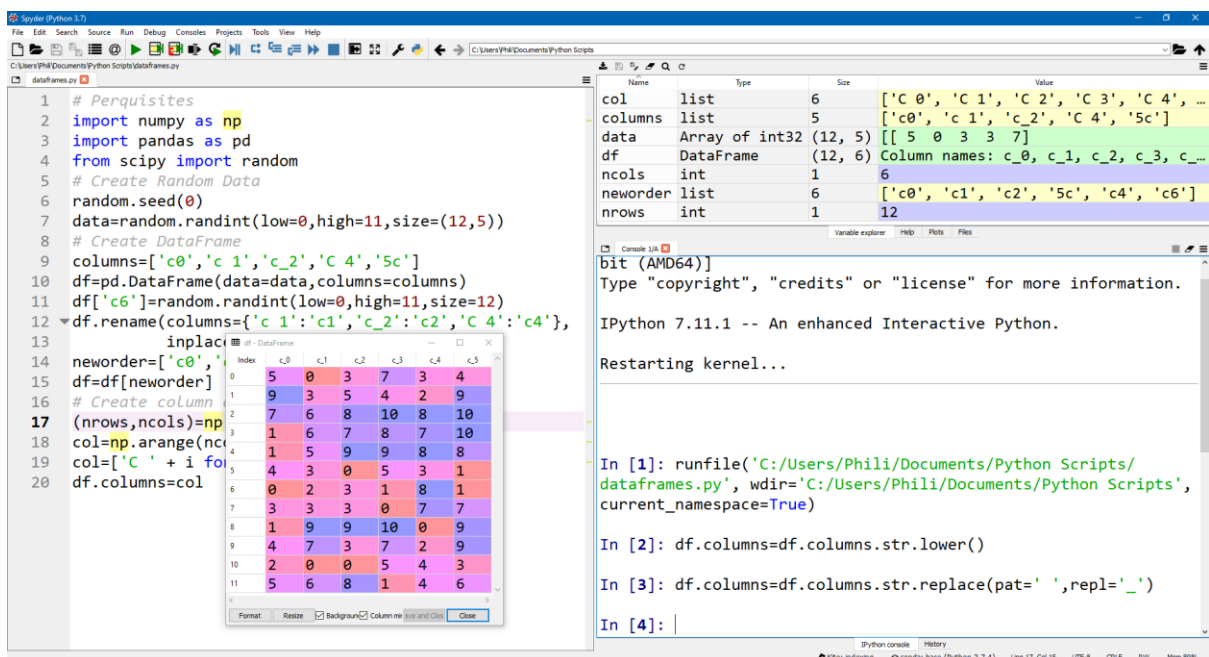 Spyder (Python 3.7)
File Edit Search Source Run Debug Consoles Projects Tools View Help
C:\Users\Phili\Documents\Python Scripts
C:\Users\Phili\Documents\Python Scripts\dataframes.py
dataframes.py
1 # Perquisites
2 import numpy as np
3 import pandas as pd
4 from scipy import random
5 # Create Random Data
6 random.seed(0)
7 data=random.randint(low=0,high=11,size=(12,5))
8 # Create DataFrame
9 columns=['c0','c 1','c_2','C 4','5c']
10 df=pd.DataFrame(data=data,columns=columns)
11 df['c6']=random.randint(low=0,high=11,size=12)
12 df.rename(columns={'c 1':'c1','c_2':'c2','C 4':'c4'},
13 inplac
14 neworder=['c0','
15 df=df[neworder]
16 # Create column
17 (nrows,ncols)=np
18 col=np.arange(nc
19 col=['C ' + i for
20 df.columns=col
df - DataFrame
Index c_0 c_1 c_2 c_3 c_4 c_5
0 5 0 3 7 3 4
1 9 3 5 4 2 9
2 7 6 8 10 8 10
3 1 6 7 8 7 10
4 1 5 9 9 8 8
5 4 3 0 5 3 1
6 0 2 3 1 8 1
7 3 3 3 0 7 7
8 1 9 9 10 0 9
9 4 7 3 7 2 9
10 2 0 0 5 4 3
11 5 6 8 1 4 6
Format Resize Background Column mi ave and Clos Close
Name Type Size Value
col list 6 ['C 0', 'C 1', 'C 2', 'C 3', 'C 4', …
columns list 5 ['c0', 'c 1', 'c_2', 'C 4', '5c']
data Array of int32 (12, 5) [[ 5 0 3 3 7]
df DataFrame (12, 6) Column names: c_0, c_1, c_2, c_3, c_…
ncols int 1 6
neworder list 6 ['c0', 'c1', 'c2', '5c', 'c4', 'c6']
nrows int 1 12
Variable explorer Help Plots Files
Console 1/A
bit (AMD64)]
Type "copyright", "credits" or "license" for more information.
IPython 7.11.1 -- An enhanced Interactive Python.
Restarting kernel...
In [1]: runfile('C:/Users/Phili/Documents/Python Scripts/
dataframes.py', wdir='C:/Users/Phili/Documents/Python Scripts',
current_namespace=True)
In [2]: df.columns=df.columns.str.lower()
In [3]: df.columns=df.columns.str.replace(pat=' ',repl='_')
In [4]:
IPython console History